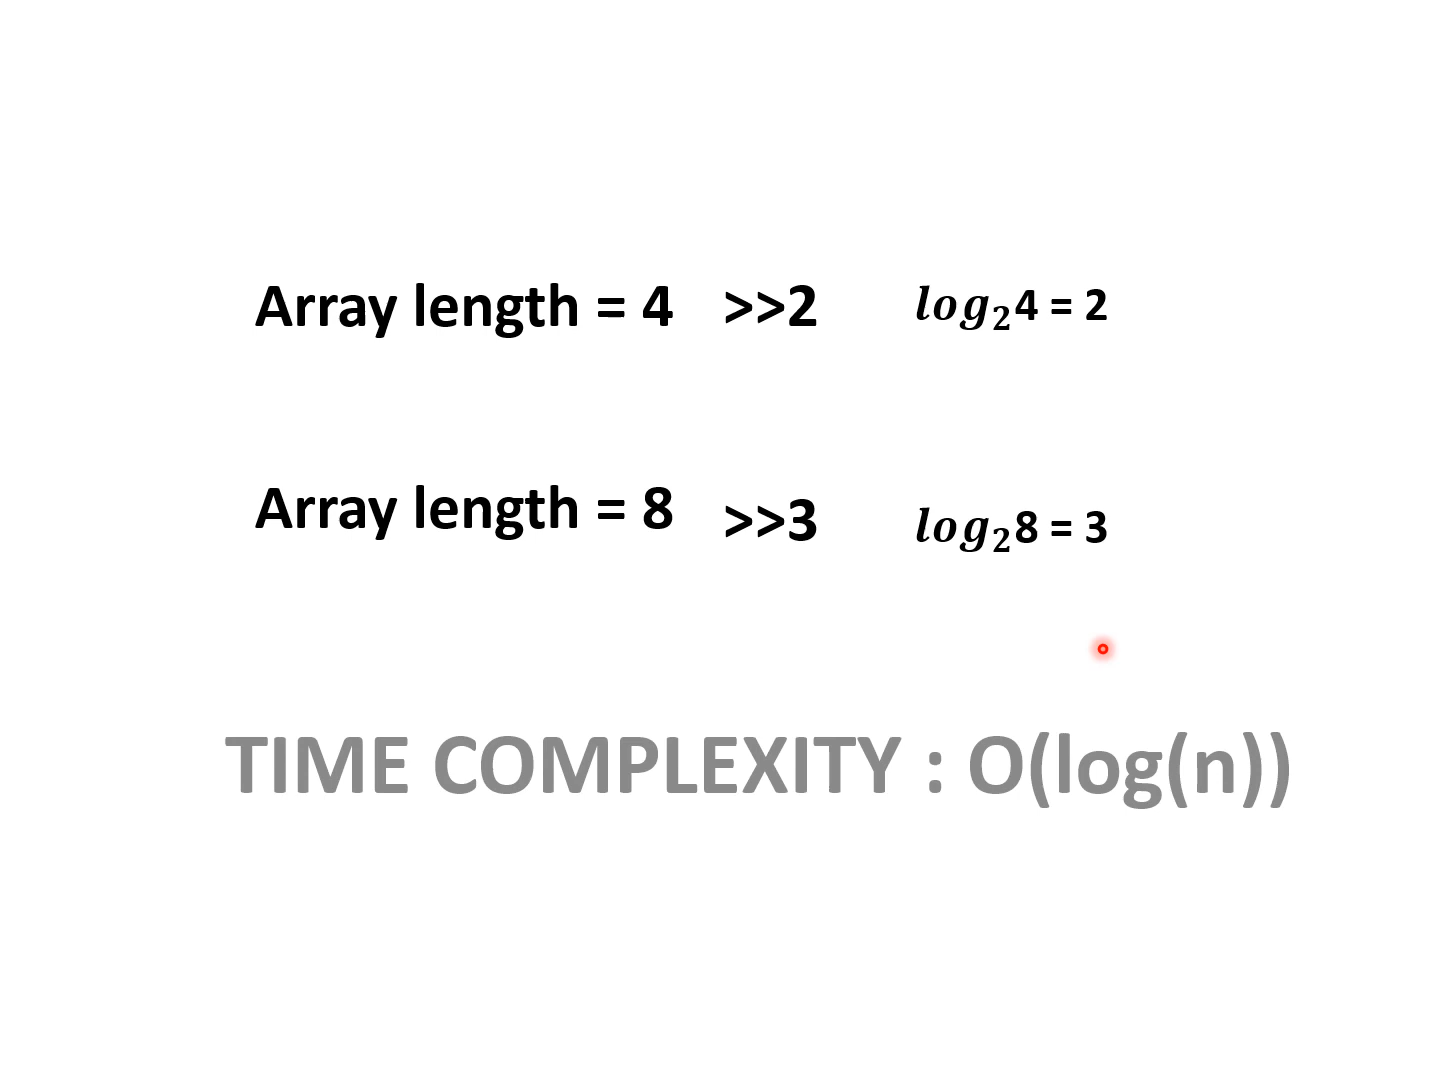 Array length = 4 >>2 log₂4 = 2
Array length = 8 >>3 log₂8 = 3
TIME COMPLEXITY : O(log(n))